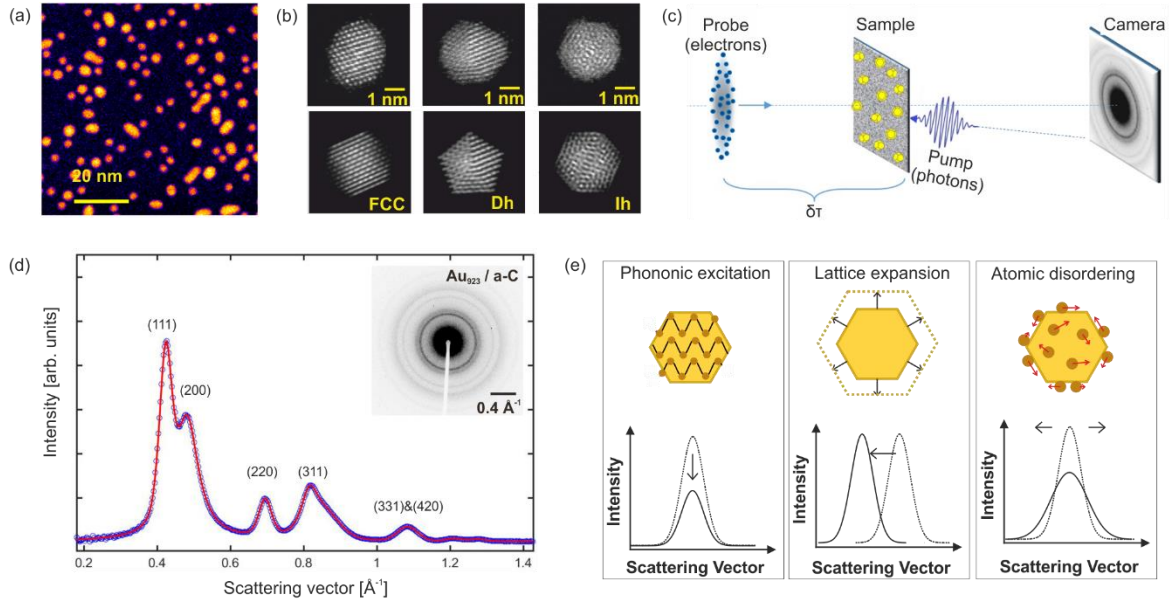 (a)
20 nm
(b)
1 nm
1 nm
1 nm
FCC
Dh
Ih
(c)
Probe
(electrons)
Sample
Camera
Pump
(photons)
δτ
(d)
Au₉₂₃ / a-C
0.4 Å⁻¹
(111)
(200)
(220)
(311)
(331)&(420)
Intensity [arb. units]
0.2
0.4
0.6
0.8
1
1.2
1.4
Scattering vector [Å⁻¹]
(e)
Phononic excitation
Intensity
Scattering Vector
Lattice expansion
Intensity
Scattering Vector
Atomic disordering
Intensity
Scattering Vector